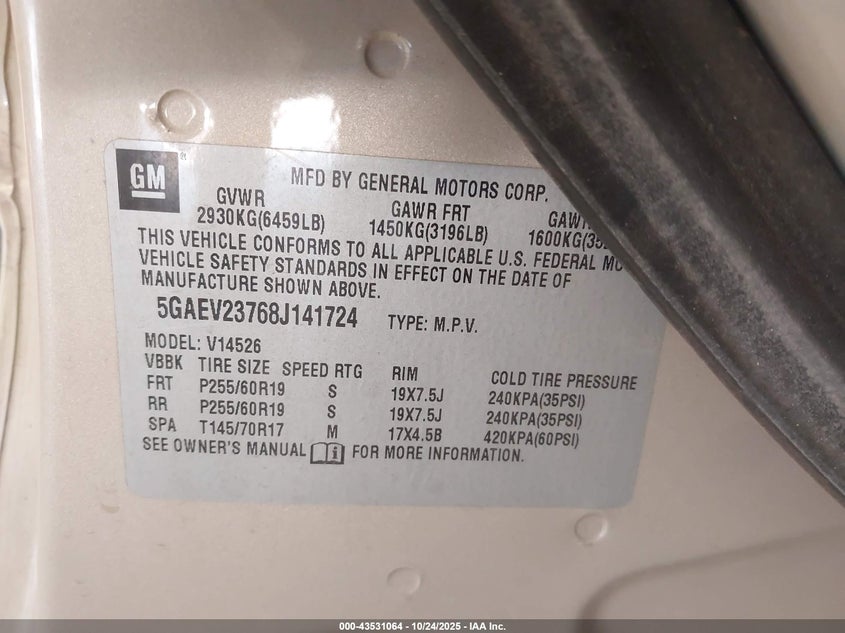 GM
MFD BY GENERAL MOTORS CORP.
GVWR GAWR FRT
2930KG(6459LB) 1450KG(3196LB)
THIS VEHICLE CONFORMS TO ALL APPLICABLE U.S. FEDERAL
VEHICLE SAFETY STANDARDS IN EFFECT ON THE DATE OF
MANUFACTURE SHOWN ABOVE.
5GAEV23768J141724 TYPE: M.P.V.
MODEL: V14526
VBBK TIRE SIZE SPEED RTG RIM COLD TIRE PRESSURE
FRT P255/60R19 S 19X7.5J 240KPA(35PSI)
RR P255/60R19 S 19X7.5J 240KPA(35PSI)
SPA T145/70R17 M 17X4.5B 420KPA(60PSI)
SEE OWNER'S MANUAL FOR MORE INFORMATION.
000-43531064 - 10/24/2025 - IAA Inc.